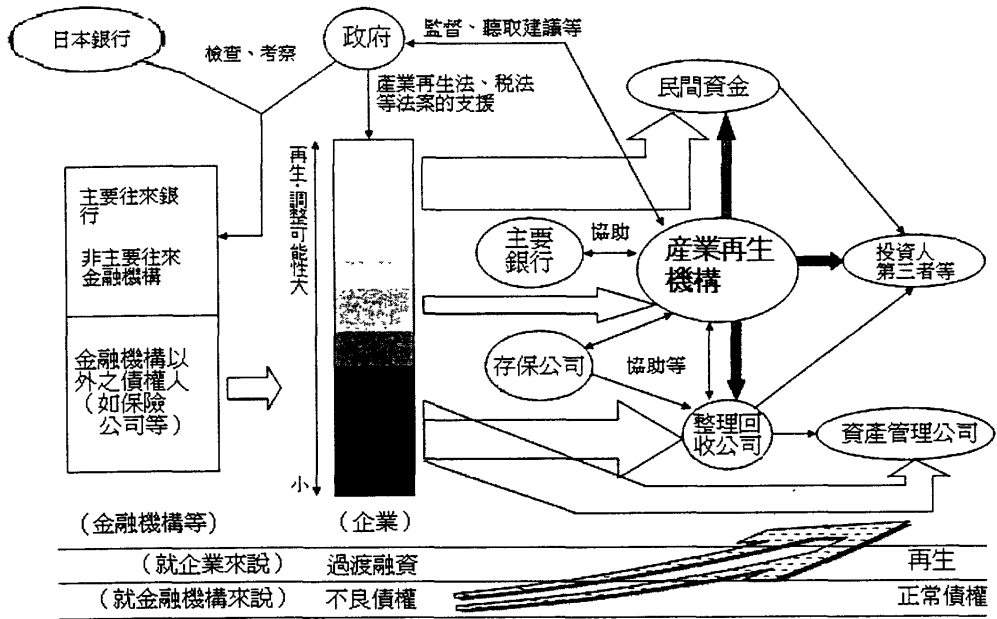 日本銀行
政府
監督、聽取建議等
檢查、考察
產業再生法、稅法
等法案的支援
民間資金
主要往來銀
行
非主要往來
金融機構
金融機構以
外之債權人
（如保險
公司等）
再生·調整可能性大
小
主要
銀行
協助
產業再生
機構
投資人
第三者等
存保公司
協助等
整理回
收公司
資產管理公司
（金融機構等）
（企業）
（就企業來說） 過渡融資 再生
（就金融機構來說） 不良債權 正常債權